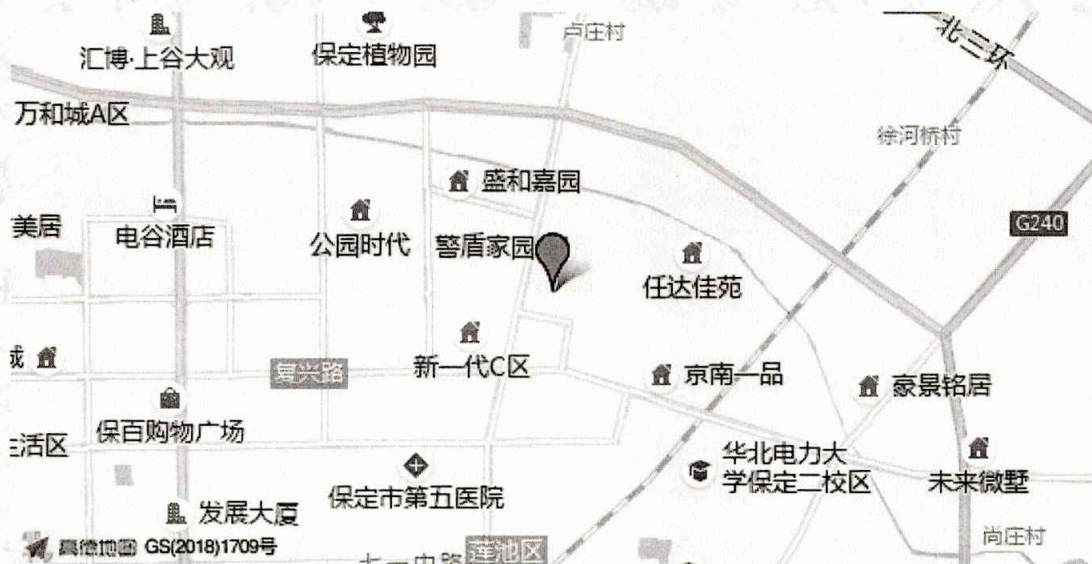 卢庄村
北三环
汇博·上谷大观
保定植物园
万和城A区
徐河桥村
盛和嘉园
美居
电谷酒店
公园时代
警盾家园
G240
任达佳苑
新一代C区
复兴路
京南一品
豪景铭居
保百购物广场
活区
华北电力大
学保定二校区
未来微墅
保定市第五医院
发展大厦
尚庄村
高德地图 GS(2018)1709号
莲池区